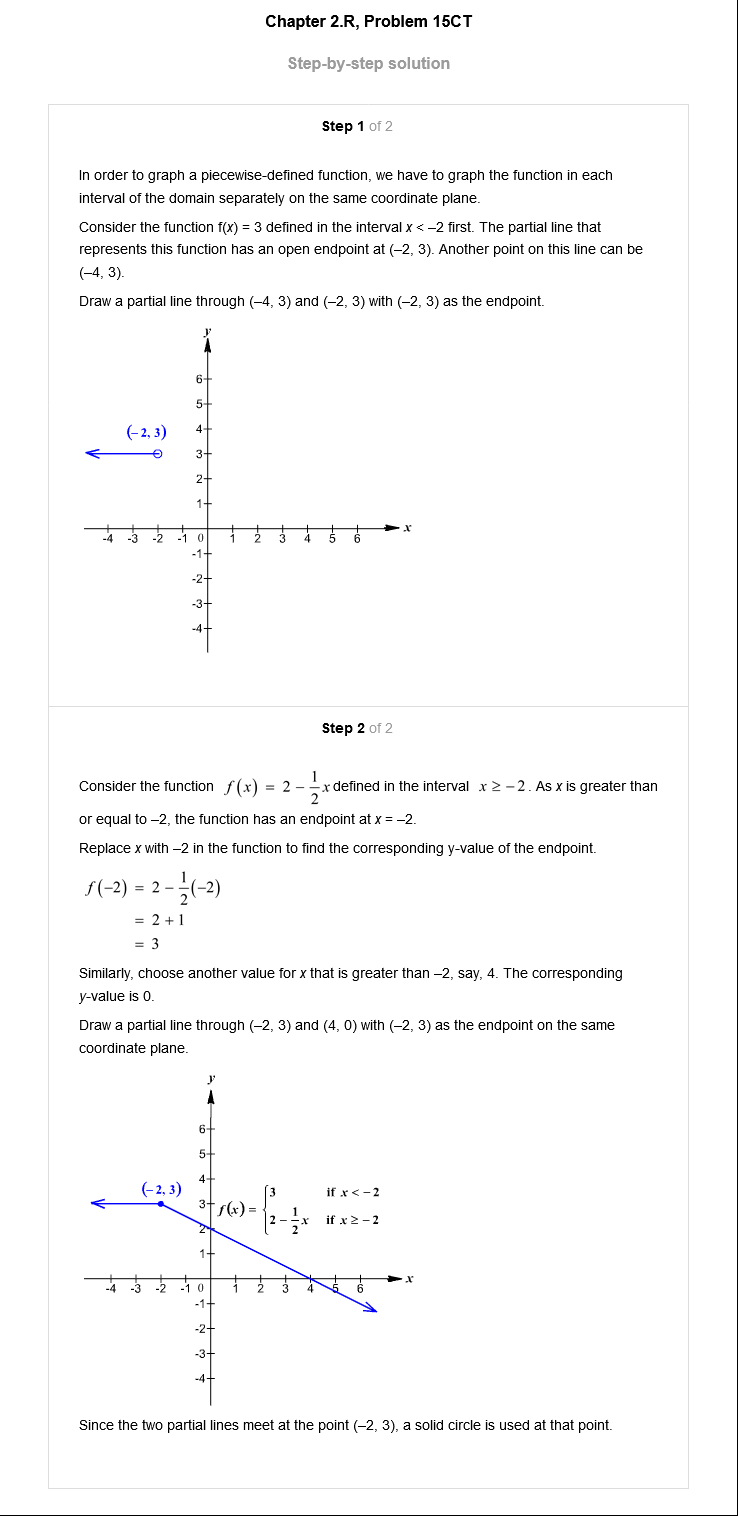 Chapter 2.R, Problem 15CT
Step-by-step solution
Step 1 of 2
In order to graph a piecewise-defined function, we have to graph the function in each
interval of the domain separately on the same coordinate plane.
Consider the function f(x) = 3 defined in the interval x < –2 first. The partial line that
represents this function has an open endpoint at (–2, 3). Another point on this line can be
(–4, 3).
Draw a partial line through (–4, 3) and (–2, 3) with (–2, 3) as the endpoint.
y
6
5
(–2, 3)
4
3
2
1
x
-4 -3 -2 -1 0 1 2 3 4 5 6
-1
-2
-3
-4
Step 2 of 2
Consider the function f(x) = 2 − 1/2 x defined in the interval x ≥ −2. As x is greater than
or equal to –2, the function has an endpoint at x = –2.
Replace x with –2 in the function to find the corresponding y-value of the endpoint.
f(−2) = 2 − 1/2 (−2)
= 2 + 1
= 3
Similarly, choose another value for x that is greater than –2, say, 4. The corresponding
y-value is 0.
Draw a partial line through (–2, 3) and (4, 0) with (–2, 3) as the endpoint on the same
coordinate plane.
y
6
5
4
(–2, 3)
3
f(x) = { 3 if x < −2
2 − 1/2 x if x ≥ −2
2
1
x
-4 -3 -2 -1 0 1 2 3 4 5 6
-1
-2
-3
-4
Since the two partial lines meet at the point (–2, 3), a solid circle is used at that point.